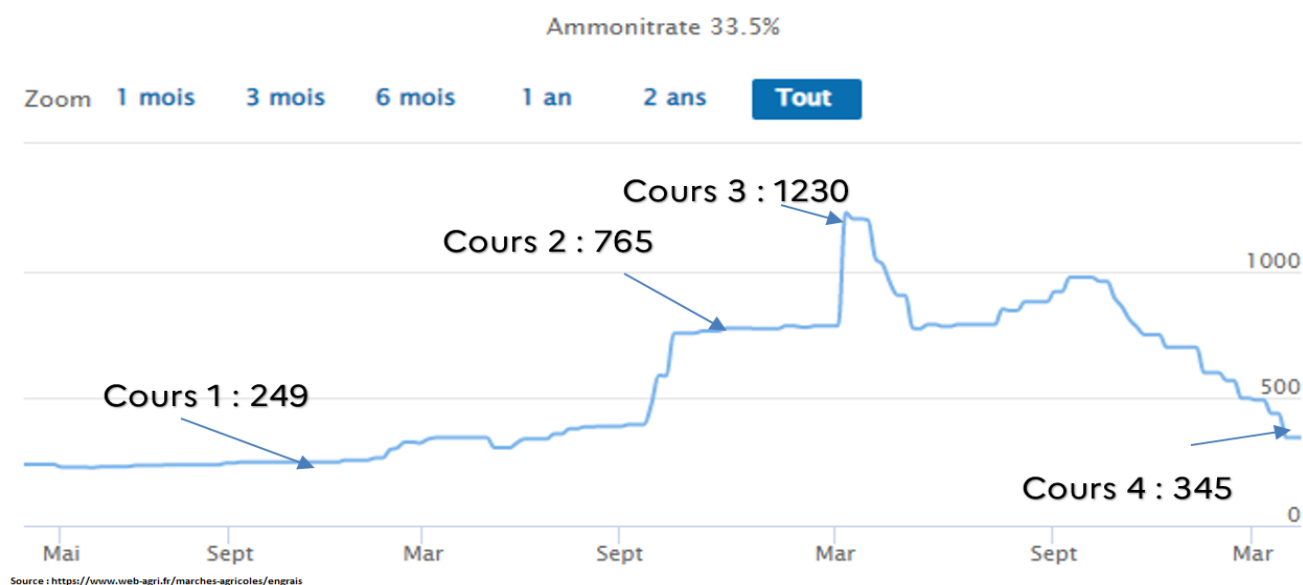 Ammonitrate 33.5%
Zoom 1 mois 3 mois 6 mois 1 an 2 ans Tout
Cours 3 : 1230
Cours 2 : 765
1 000
Cours 1 : 249
500
Cours 4 : 345
0
Mai Sept Mar Sept Mar Sept Mar
Source : https://www.web-agri.fr/marches-agricoles/engrais